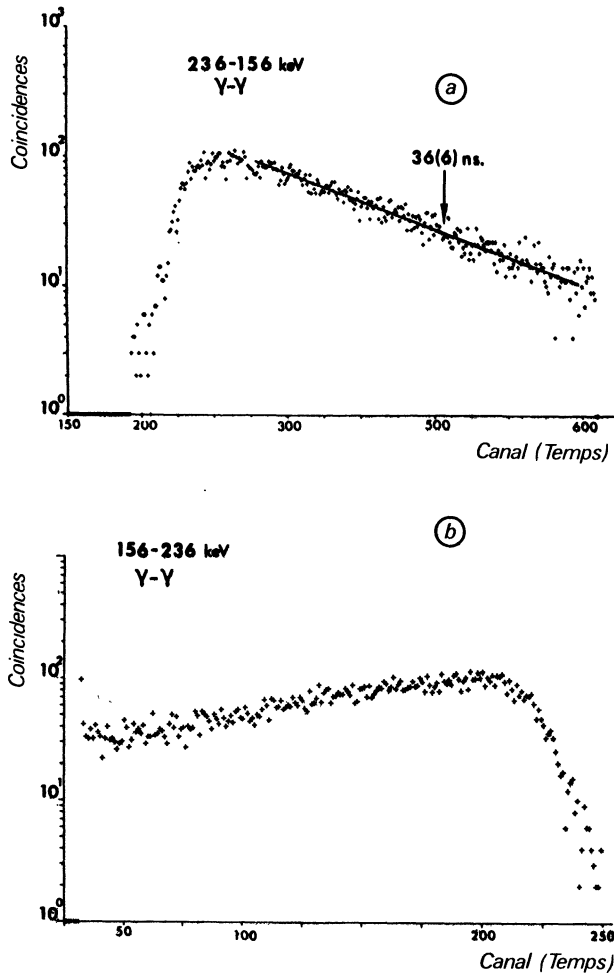 10³
Coincidences
236-156 keV
γ-γ
a
10²
36(6) ns.
10¹
10⁰
150 200 300 500 600
Canal (Temps)
b
156-236 keV
γ-γ
Coincidences
10²
10¹
10⁰
50 100 200 250
Canal (Temps)